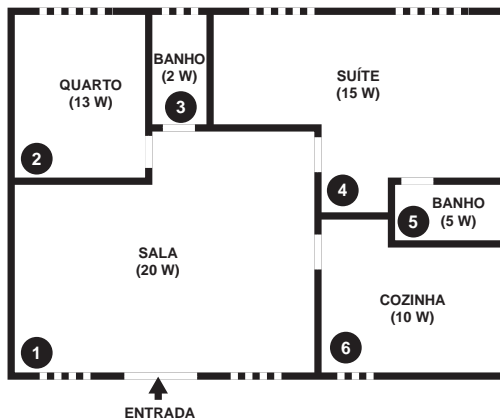 QUARTO
(13 W)
2
BANHO
(2 W)
3
SUÍTE
(15 W)
4
BANHO
(5 W)
5
SALA
(20 W)
1
COZINHA
(10 W)
6
ENTRADA